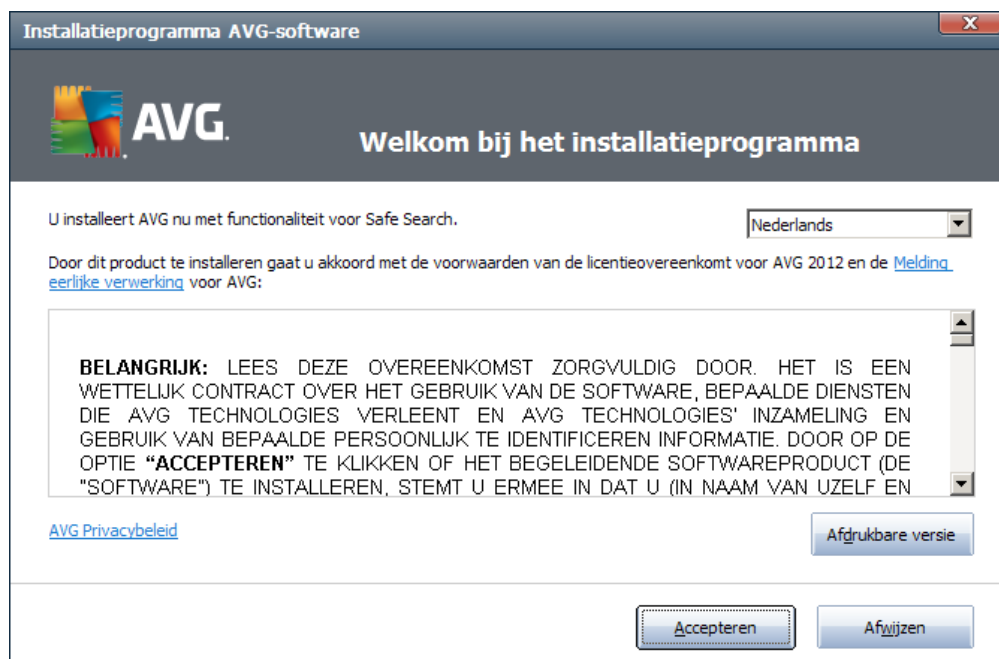 Installatieprogramma AVG-software
AVG.
Welkom bij het installatieprogramma
U installeert AVG nu met functionaliteit voor Safe Search.
Nederlands
Door dit product te installeren gaat u akkoord met de voorwaarden van de licentieovereenkomt voor AVG 2012 en de Melding
eerlijke verwerking voor AVG:
BELANGRIJK: LEES DEZE OVEREENKOMST ZORGVULDIG DOOR. HET IS EEN
WETTELIJK CONTRACT OVER HET GEBRUIK VAN DE SOFTWARE, BEPAALDE DIENSTEN
DIE AVG TECHNOLOGIES VERLEENT EN AVG TECHNOLOGIES' INZAMELING EN
GEBRUIK VAN BEPAALDE PERSOONLIJK TE IDENTIFICEREN INFORMATIE. DOOR OP DE
OPTIE “ACCEPTEREN” TE KLIKKEN OF HET BEGELEIDENDE SOFTWAREPRODUCT (DE
"SOFTWARE") TE INSTALLEREN, STEMT U ERMEE IN DAT U (IN NAAM VAN UZELF EN
AVG Privacybeleid
Afdrukbare versie
Accepteren
Afwijzen